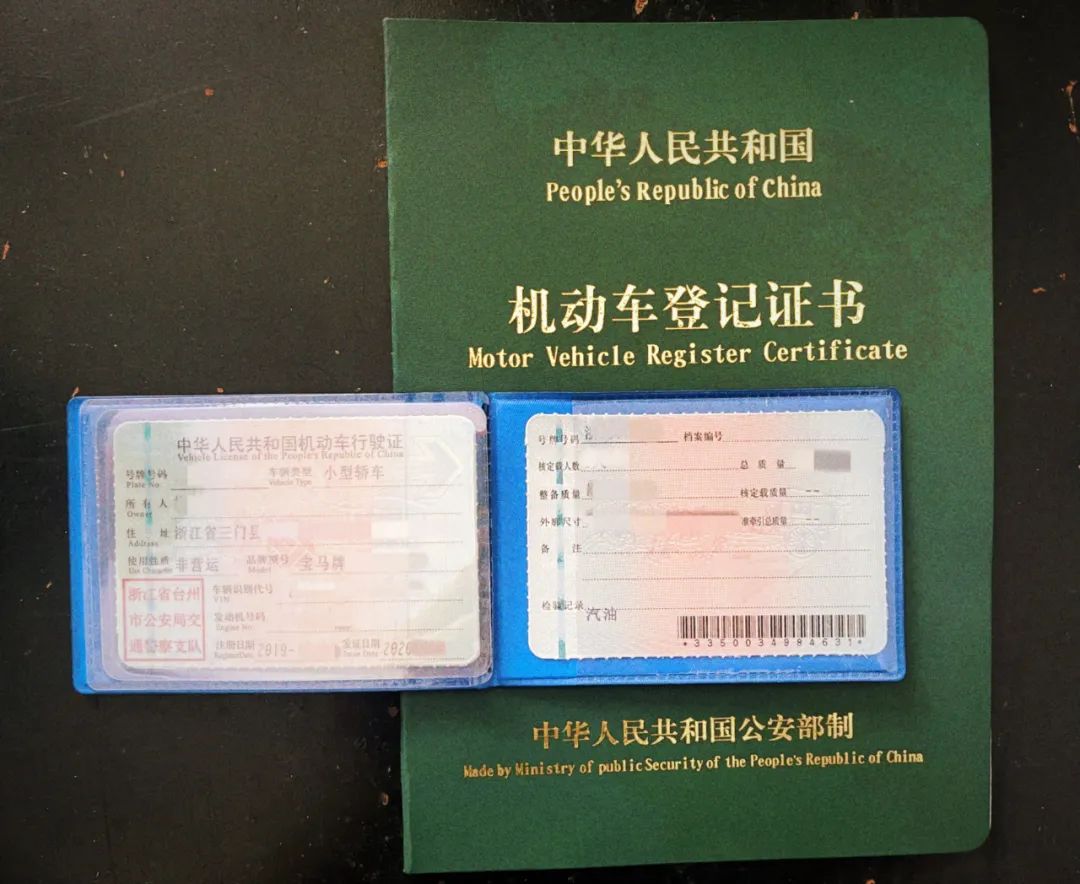 中华人民共和国
People's Republic of China
机动车登记证书
Motor Vehicle Register Certificate
中华人民共和国机动车行驶证
Vehicle License of the People's Republic of China
号牌号码 车辆类型 小型轿车
Plate No. Vehicle Type
所有人
Owner
住址 浙江省三门县
Address
使用性质 非营运 品牌型号 宝马牌
Use Character Model
浙江省台州
市公安局交
通警察支队
车辆识别代号
VIN
发动机号码
Engine No.
注册日期 2019- 发证日期 2020
Register Date Issue Date
号牌号码 档案编号
核定载人数 总质量
整备质量 核定载质量 --
外廓尺寸 准牵引总质量 --
备注
检验记录 汽油
*3350034984631*
中华人民共和国公安部制
Made by Ministry of public Security of the People's Republic of China